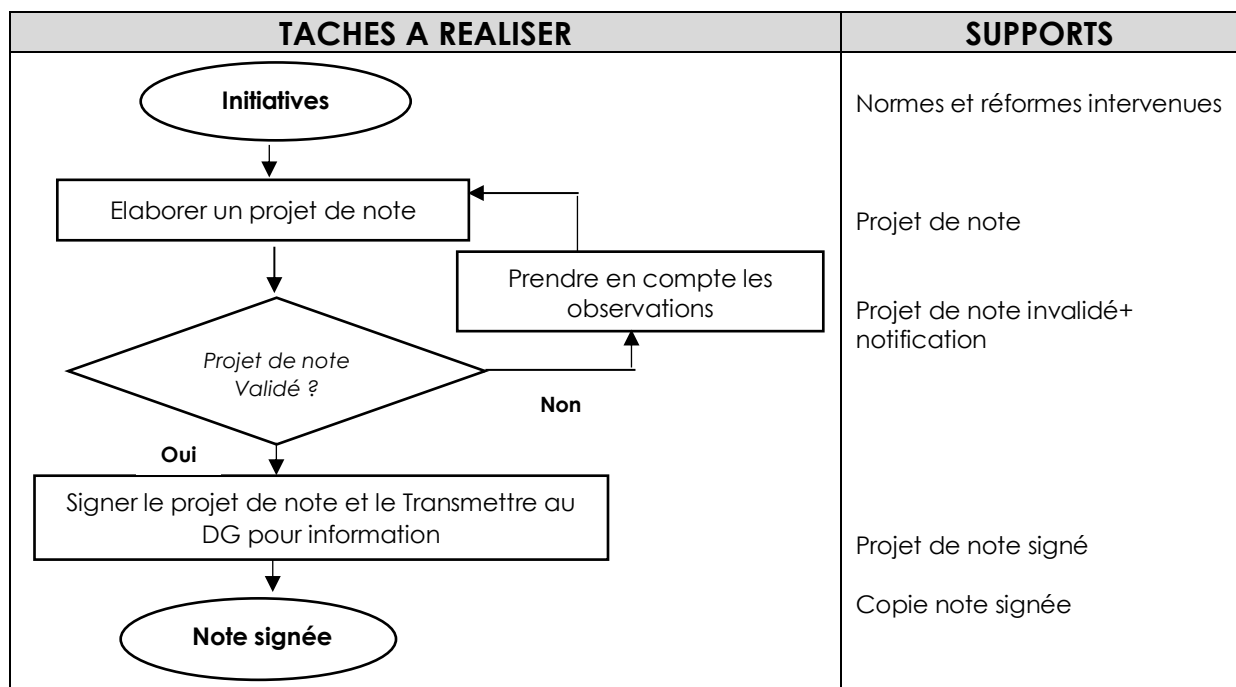 TACHES A REALISER
SUPPORTS
Initiatives
Normes et réformes intervenues
Elaborer un projet de note
Projet de note
Prendre en compte les
observations
Projet de note invalidé+
notification
Projet de note
Validé ?
Non
Oui
Signer le projet de note et le Transmettre au
DG pour information
Projet de note signé
Copie note signée
Note signée